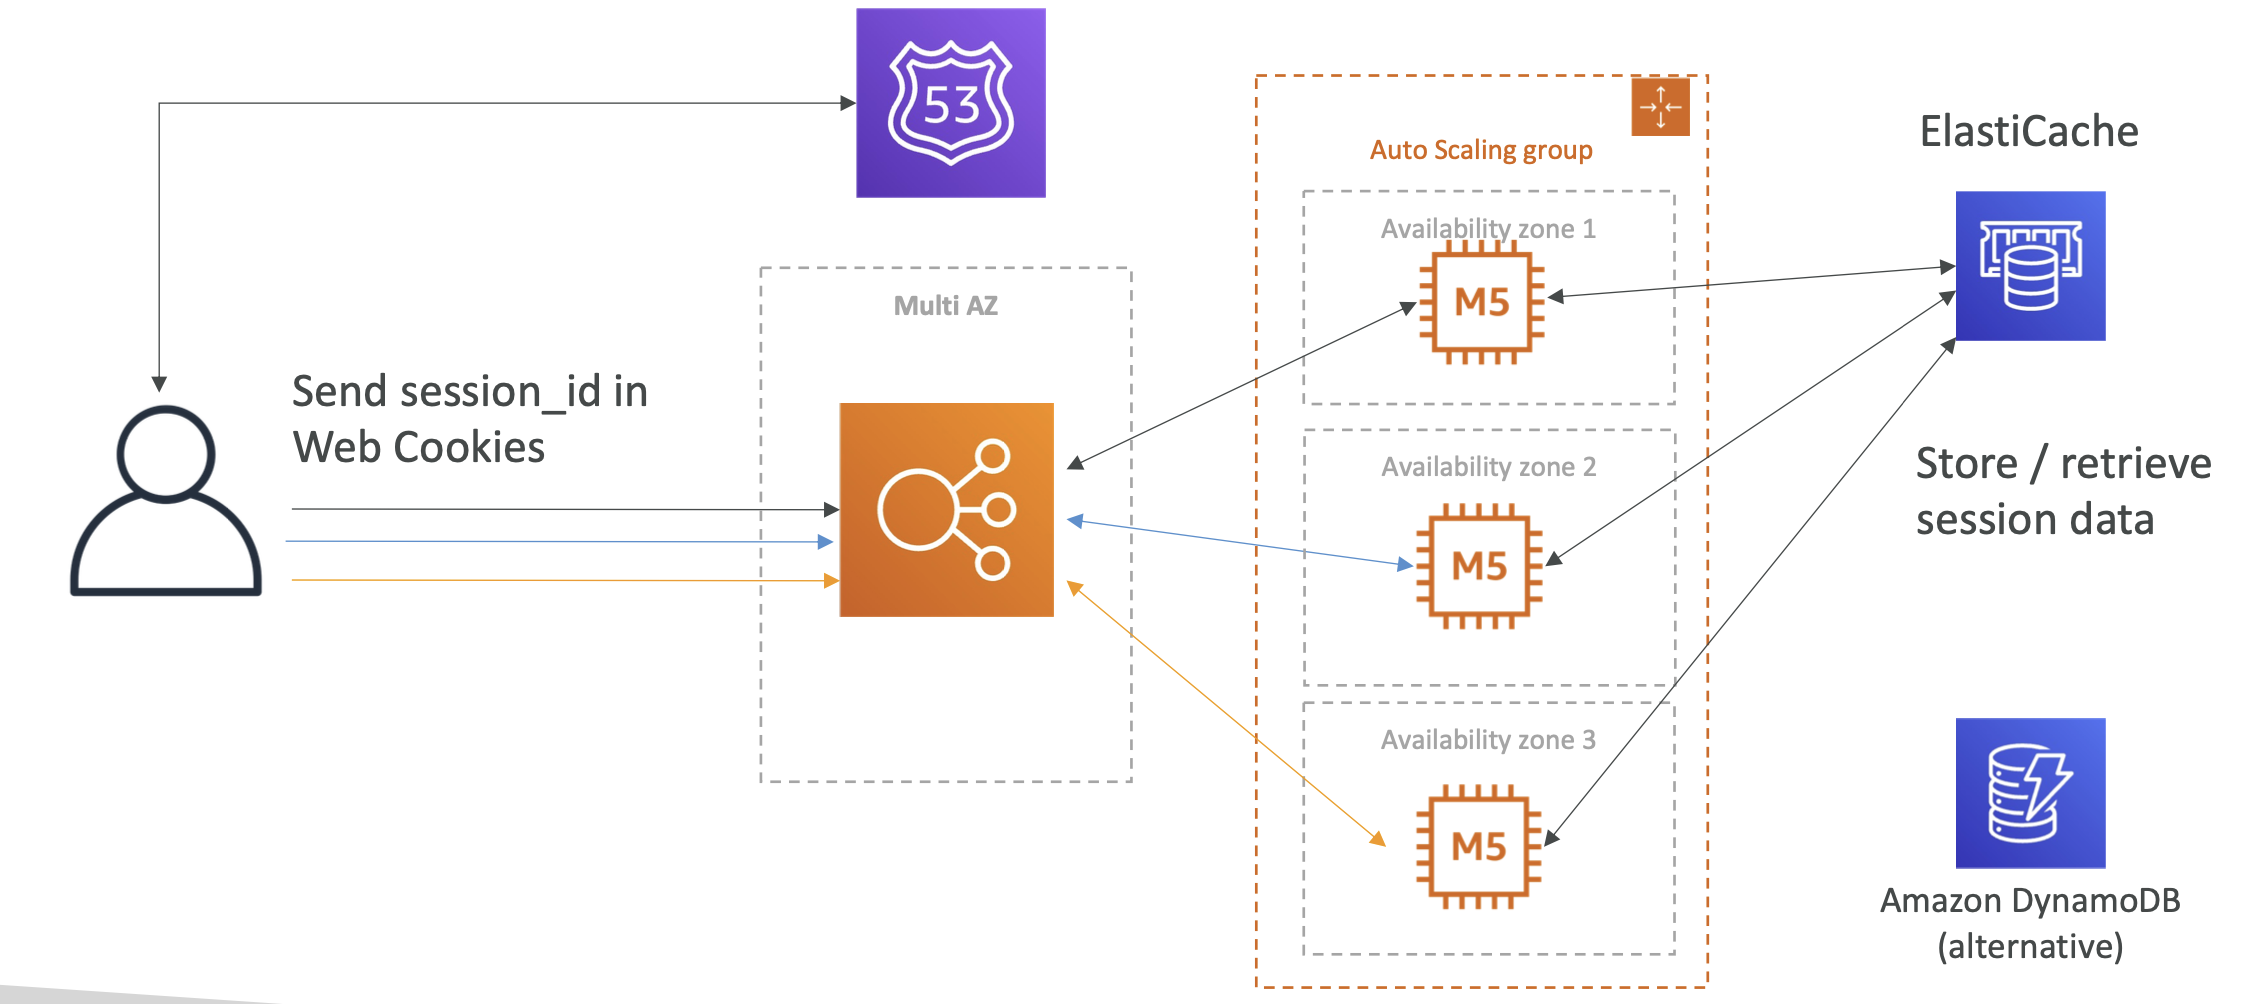 53
Auto Scaling group
ElastiCache
Availability zone 1
M5
Multi AZ
Send session_id in
Web Cookies
Availability zone 2
M5
Store / retrieve
session data
Availability zone 3
M5
Amazon DynamoDB
(alternative)